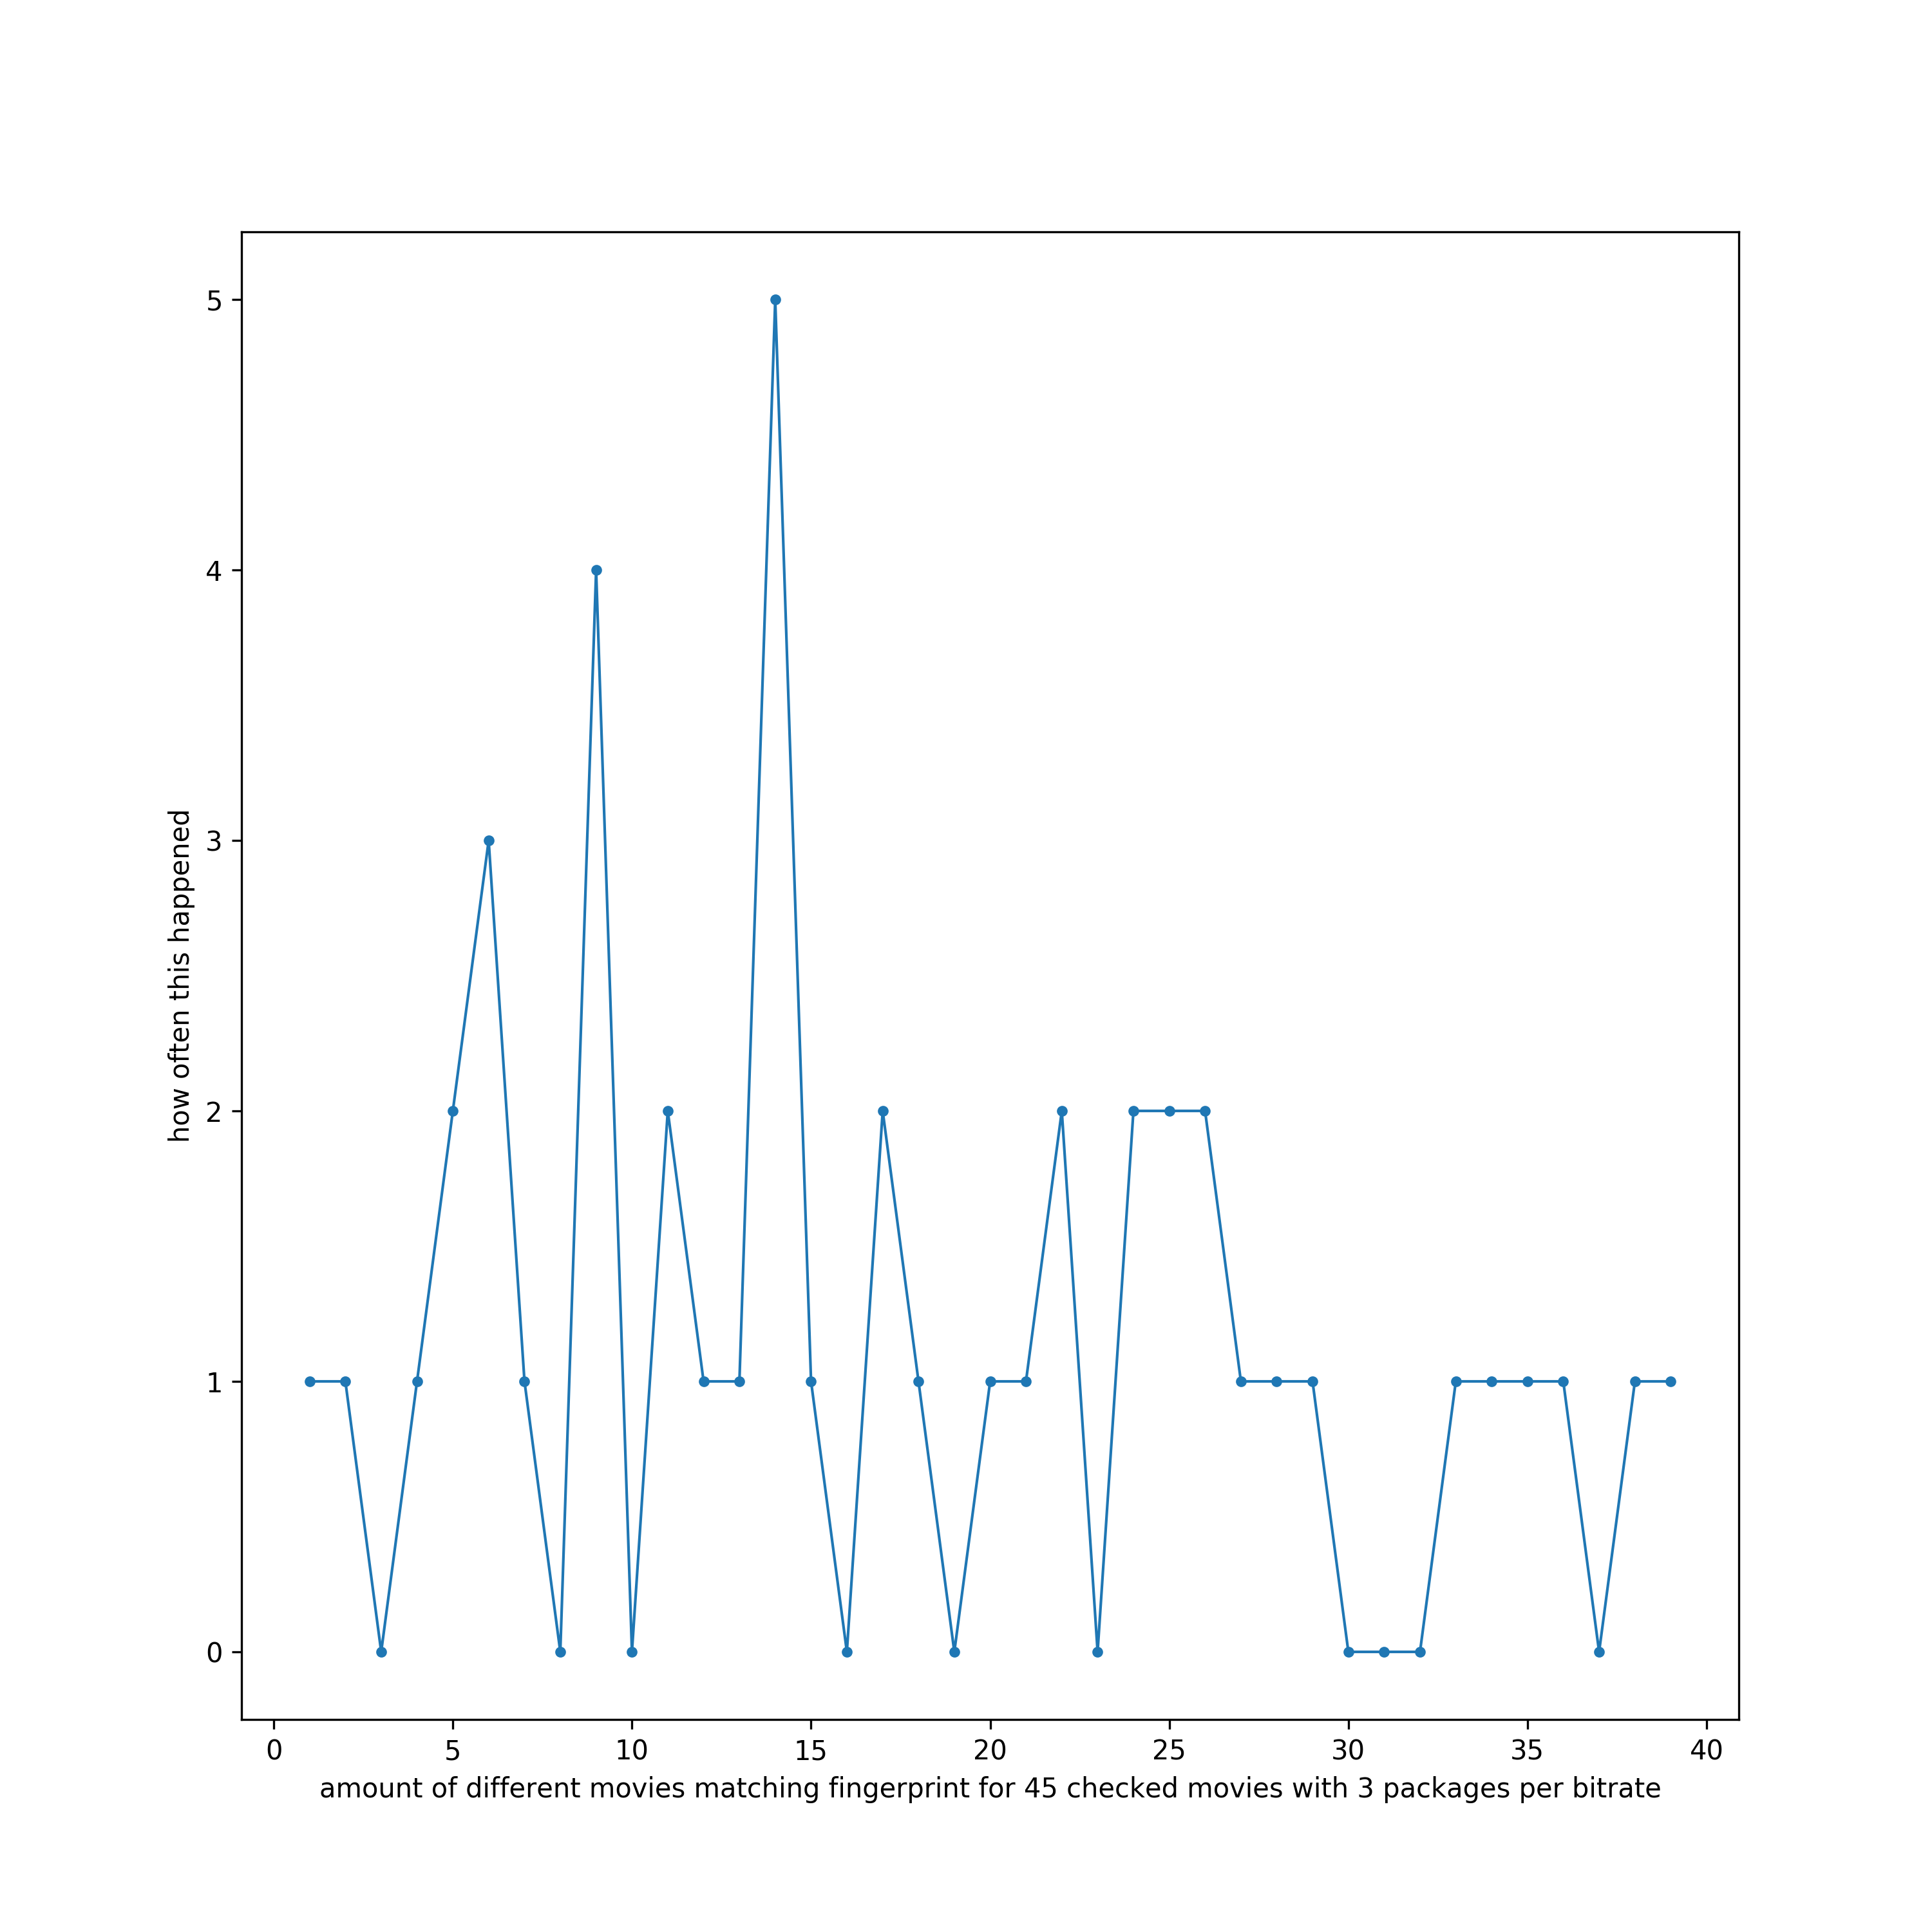 5
4
3
2
1
0
how often this happened
0 5 10 15 20 25 30 35 40
amount of different movies matching fingerprint for 45 checked movies with 3 packages per bitrate